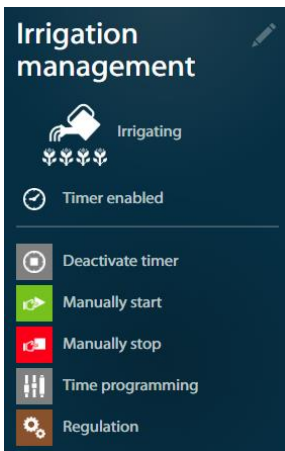 Irrigation
management
Irrigating
Timer enabled
Deactivate timer
Manually start
Manually stop
Time programming
Regulation